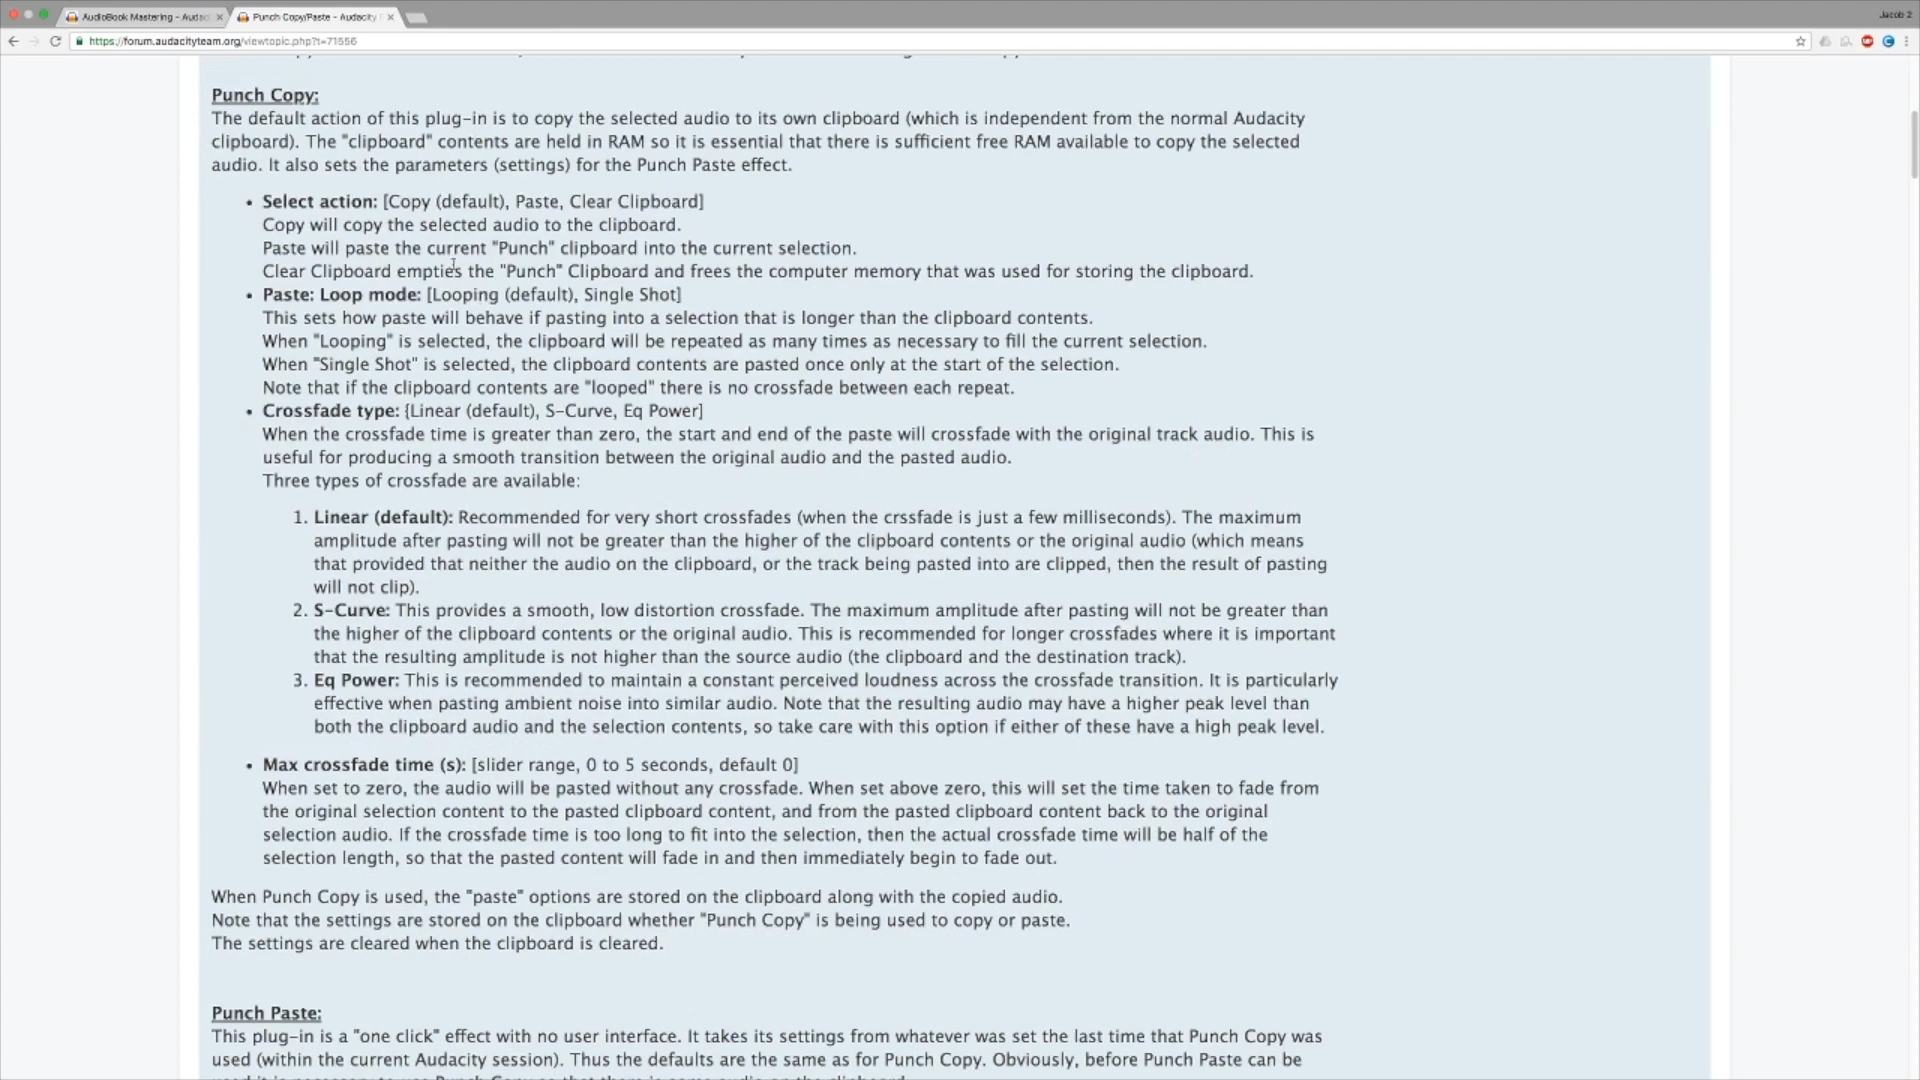 Jacob 2
AudioBook Mastering - Audac
Punch Copy/Paste - Audacity F
https://forum.audacityteam.org/viewtopic.php?t=71556
Punch Copy:
The default action of this plug-in is to copy the selected audio to its own clipboard (which is independent from the normal Audacity
clipboard). The "clipboard" contents are held in RAM so it is essential that there is sufficient free RAM available to copy the selected
audio. It also sets the parameters (settings) for the Punch Paste effect.
• Select action: [Copy (default), Paste, Clear Clipboard]
Copy will copy the selected audio to the clipboard.
Paste will paste the current "Punch" clipboard into the current selection.
Clear Clipboard empties the "Punch" Clipboard and frees the computer memory that was used for storing the clipboard.
• Paste: Loop mode: [Looping (default), Single Shot]
This sets how paste will behave if pasting into a selection that is longer than the clipboard contents.
When "Looping" is selected, the clipboard will be repeated as many times as necessary to fill the current selection.
When "Single Shot" is selected, the clipboard contents are pasted once only at the start of the selection.
Note that if the clipboard contents are "looped" there is no crossfade between each repeat.
• Crossfade type: {Linear (default), S-Curve, Eq Power]
When the crossfade time is greater than zero, the start and end of the paste will crossfade with the original track audio. This is
useful for producing a smooth transition between the original audio and the pasted audio.
Three types of crossfade are available:
1. Linear (default): Recommended for very short crossfades (when the crssfade is just a few milliseconds). The maximum
amplitude after pasting will not be greater than the higher of the clipboard contents or the original audio (which means
that provided that neither the audio on the clipboard, or the track being pasted into are clipped, then the result of pasting
will not clip).
2. S-Curve: This provides a smooth, low distortion crossfade. The maximum amplitude after pasting will not be greater than
the higher of the clipboard contents or the original audio. This is recommended for longer crossfades where it is important
that the resulting amplitude is not higher than the source audio (the clipboard and the destination track).
3. Eq Power: This is recommended to maintain a constant perceived loudness across the crossfade transition. It is particularly
effective when pasting ambient noise into similar audio. Note that the resulting audio may have a higher peak level than
both the clipboard audio and the selection contents, so take care with this option if either of these have a high peak level.
• Max crossfade time (s): [slider range, 0 to 5 seconds, default 0]
When set to zero, the audio will be pasted without any crossfade. When set above zero, this will set the time taken to fade from
the original selection content to the pasted clipboard content, and from the pasted clipboard content back to the original
selection audio. If the crossfade time is too long to fit into the selection, then the actual crossfade time will be half of the
selection length, so that the pasted content will fade in and then immediately begin to fade out.
When Punch Copy is used, the "paste" options are stored on the clipboard along with the copied audio.
Note that the settings are stored on the clipboard whether "Punch Copy" is being used to copy or paste.
The settings are cleared when the clipboard is cleared.
Punch Paste:
This plug-in is a "one click" effect with no user interface. It takes its settings from whatever was set the last time that Punch Copy was
used (within the current Audacity session). Thus the defaults are the same as for Punch Copy. Obviously, before Punch Paste can be